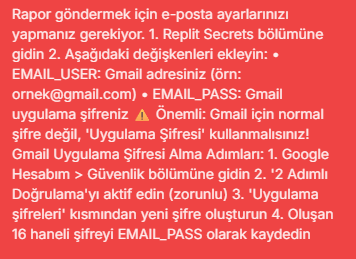 Rapor göndermek için e-posta ayarlarınızı
yapmanız gerekiyor. 1. Replit Secrets bölümüne
gidin 2. Aşağıdaki değişkenleri ekleyin: •
EMAIL_USER: Gmail adresiniz (örn:
ornek@gmail.com) • EMAIL_PASS: Gmail
uygulama şifreniz ⚠️ Önemli: Gmail için normal
şifre değil, 'Uygulama Şifresi' kullanmalısınız!
Gmail Uygulama Şifresi Alma Adımları: 1. Google
Hesabım > Güvenlik bölümüne gidin 2. '2 Adımlı
Doğrulama'yı aktif edin (zorunlu) 3. 'Uygulama
şifreleri' kısmından yeni şifre oluşturun 4. Oluşan
16 haneli şifreyi EMAIL_PASS olarak kaydedin